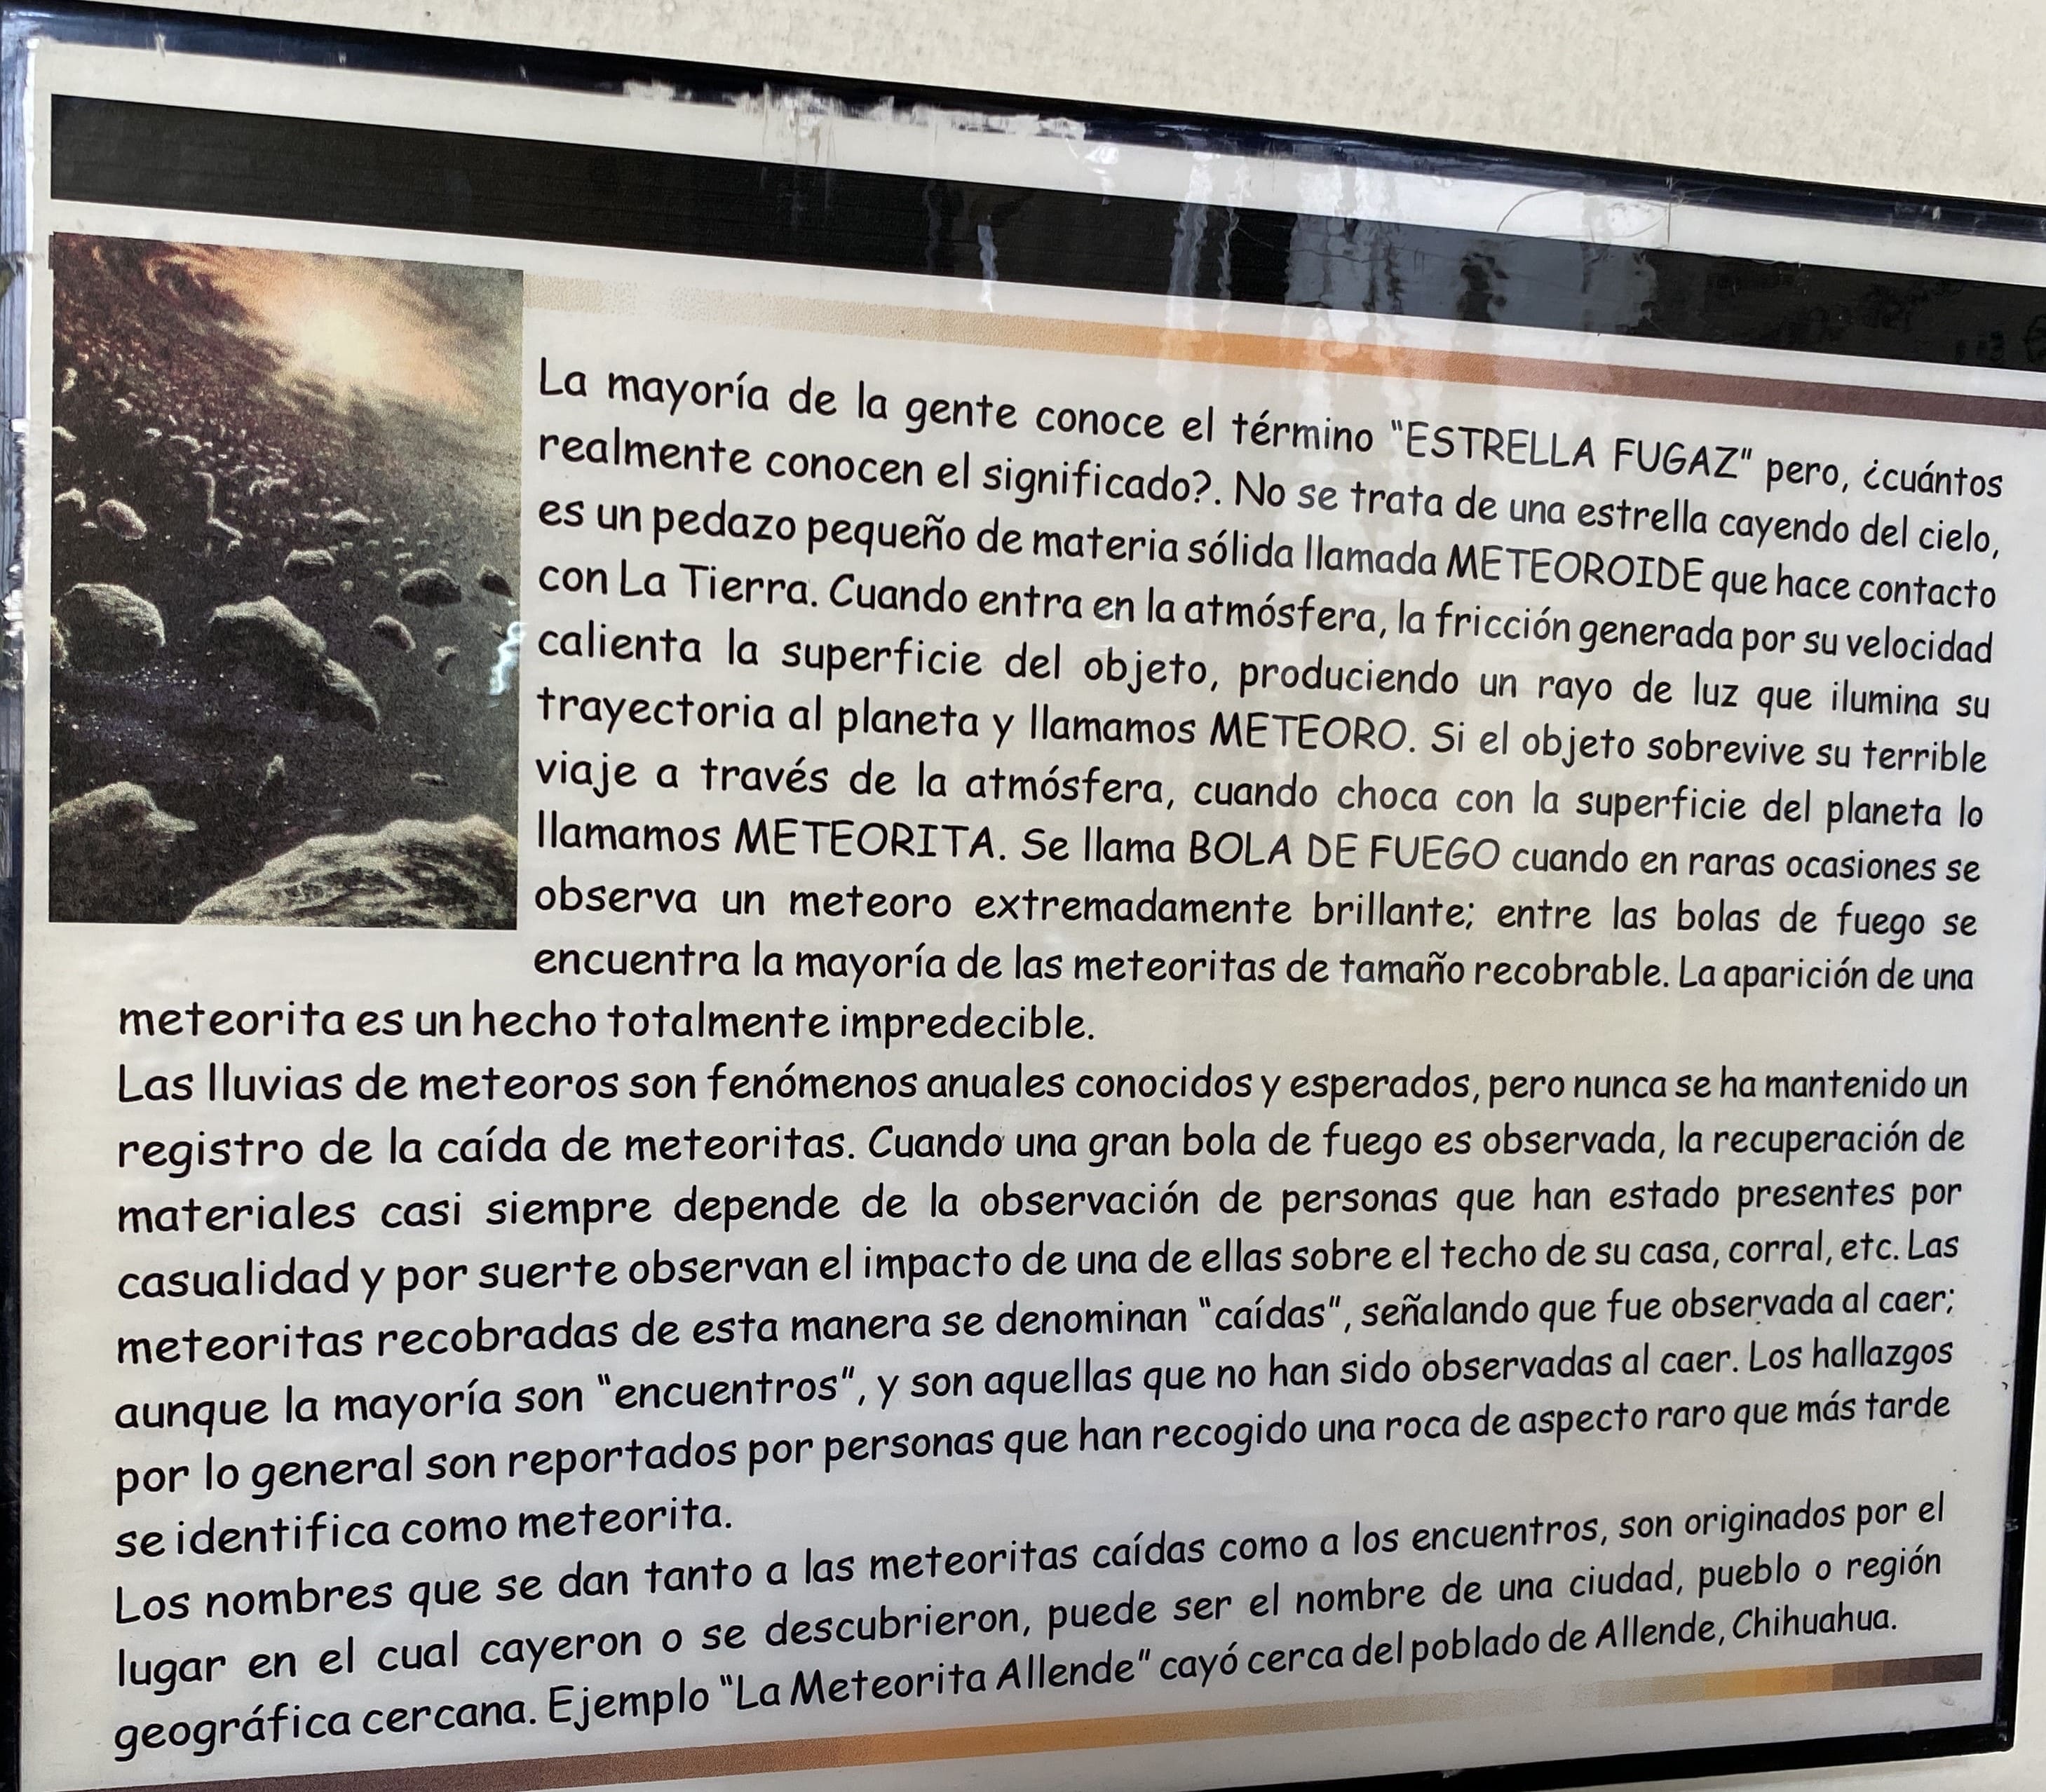 La mayoría de la gente conoce el término "ESTRELLA FUGAZ" pero, ¿cuántos
realmente conocen el significado?. No se trata de una estrella cayendo del cielo,
es un pedazo pequeño de materia sólida llamada METEOROIDE que hace contacto
con La Tierra. Cuando entra en la atmósfera, la fricción generada por su velocidad
calienta la superficie del objeto, produciendo un rayo de luz que ilumina su
trayectoria al planeta y llamamos METEORO. Si el objeto sobrevive su terrible
viaje a través de la atmósfera, cuando choca con la superficie del planeta lo
llamamos METEORITA. Se llama BOLA DE FUEGO cuando en raras ocasiones se
observa un meteoro extremadamente brillante; entre las bolas de fuego se
encuentra la mayoría de las meteoritas de tamaño recobrable. La aparición de una
meteorita es un hecho totalmente impredecible.
Las lluvias de meteoros son fenómenos anuales conocidos y esperados, pero nunca se ha mantenido un
registro de la caída de meteoritas. Cuando una gran bola de fuego es observada, la recuperación de
materiales casi siempre depende de la observación de personas que han estado presentes por
casualidad y por suerte observan el impacto de una de ellas sobre el techo de su casa, corral, etc. Las
meteoritas recobradas de esta manera se denominan "caídas", señalando que fue observada al caer;
aunque la mayoría son "encuentros", y son aquellas que no han sido observadas al caer. Los hallazgos
por lo general son reportados por personas que han recogido una roca de aspecto raro que más tarde
se identifica como meteorita.
Los nombres que se dan tanto a las meteoritas caídas como a los encuentros, son originados por el
lugar en el cual cayeron o se descubrieron, puede ser el nombre de una ciudad, pueblo o región
geográfica cercana. Ejemplo "La Meteorita Allende" cayó cerca del poblado de Allende, Chihuahua.